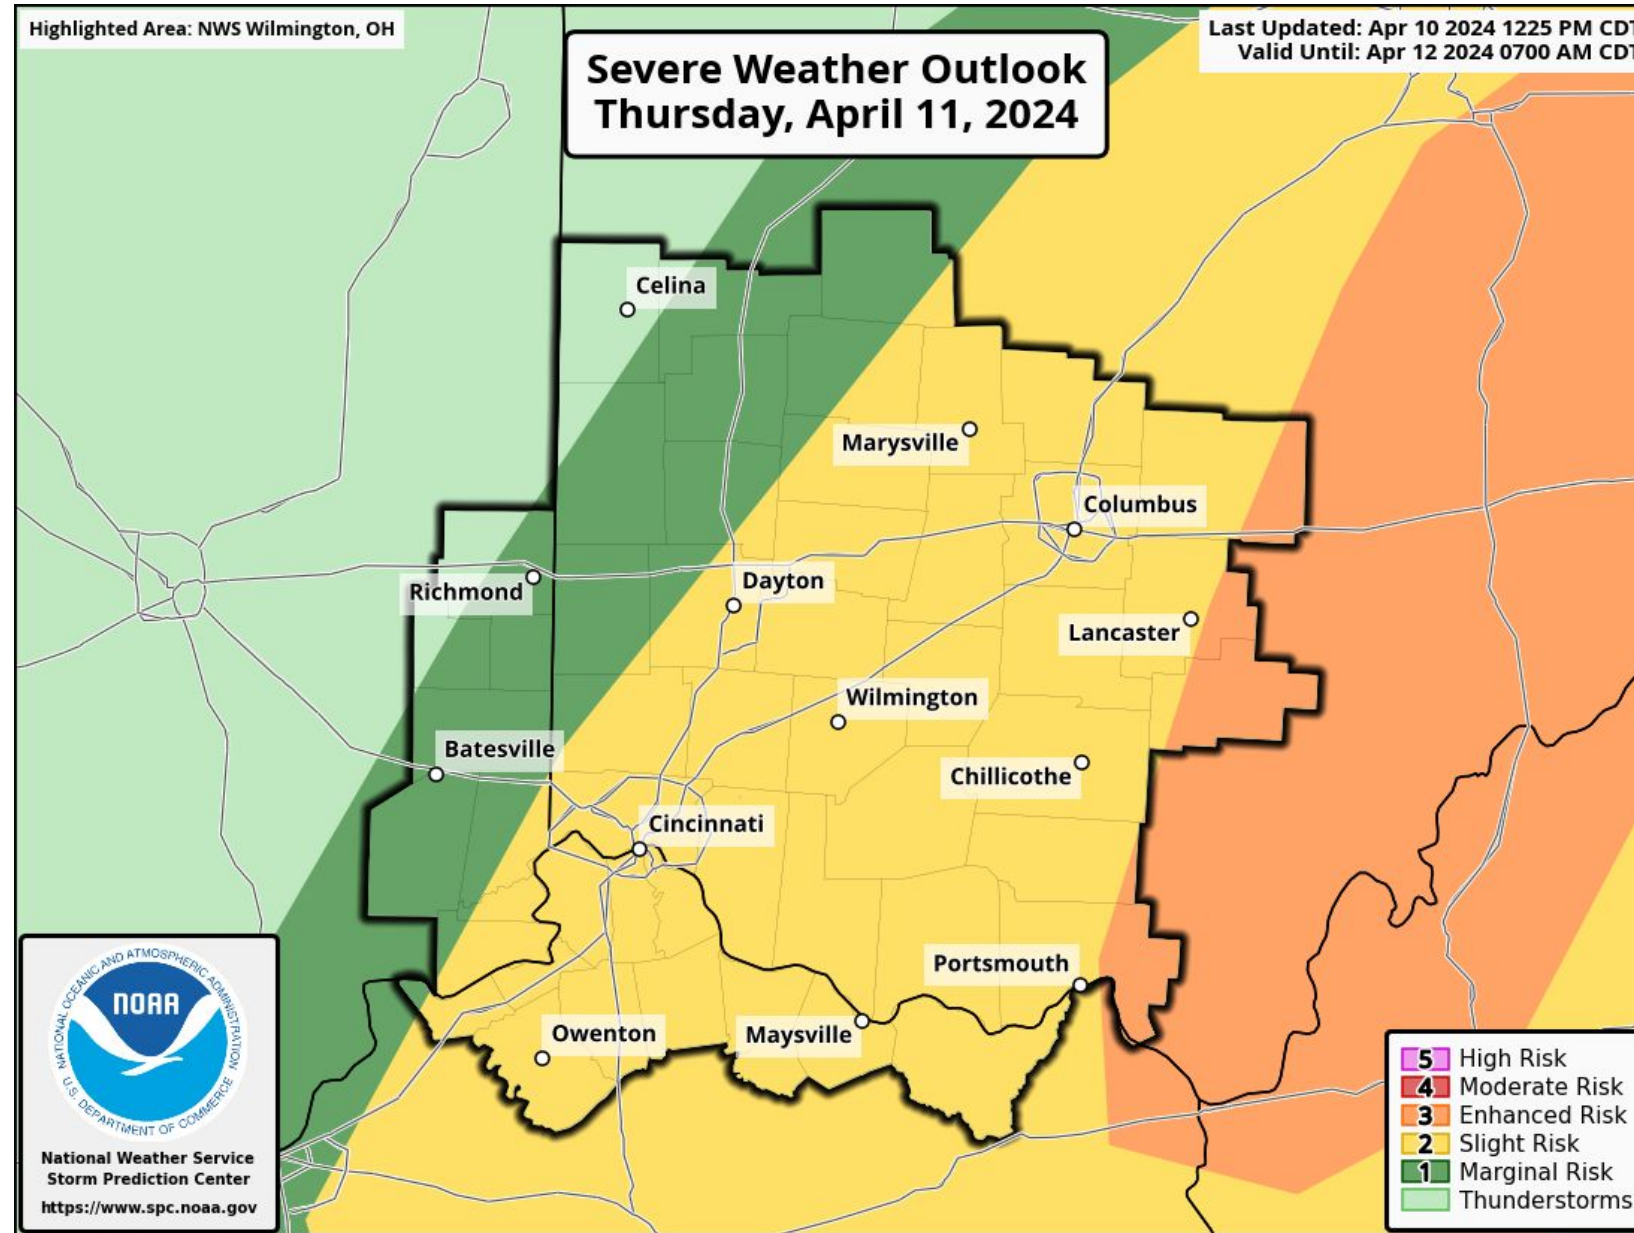 Highlighted Area: NWS Wilmington, OH
Last Updated: Apr 10 2024 1225 PM CDT
Valid Until: Apr 12 2024 0700 AM CDT
Severe Weather Outlook
Thursday, April 11, 2024
Celina
Marysville
Columbus
Dayton
Richmond
Lancaster
Wilmington
Batesville
Chillicothe
Cincinnati
Portsmouth
Owenton
Maysville
NATIONAL OCEANIC AND ATMOSPHERIC ADMINISTRATION
NOAA
U.S. DEPARTMENT OF COMMERCE
National Weather Service
Storm Prediction Center
https://www.spc.noaa.gov
5 High Risk
4 Moderate Risk
3 Enhanced Risk
2 Slight Risk
1 Marginal Risk
Thunderstorms